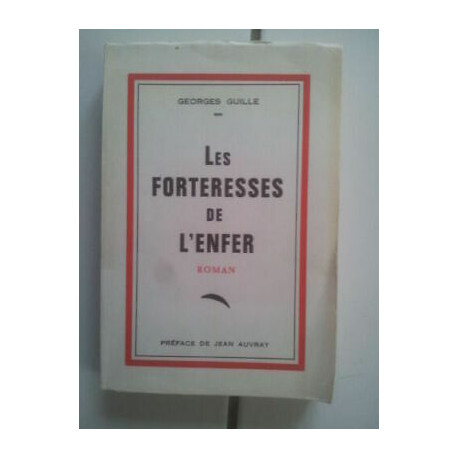 GEORGES GUILLE
LES
FORTERESSES
DE
L'ENFER
ROMAN
PRÉFACE DE JEAN AUVRAY